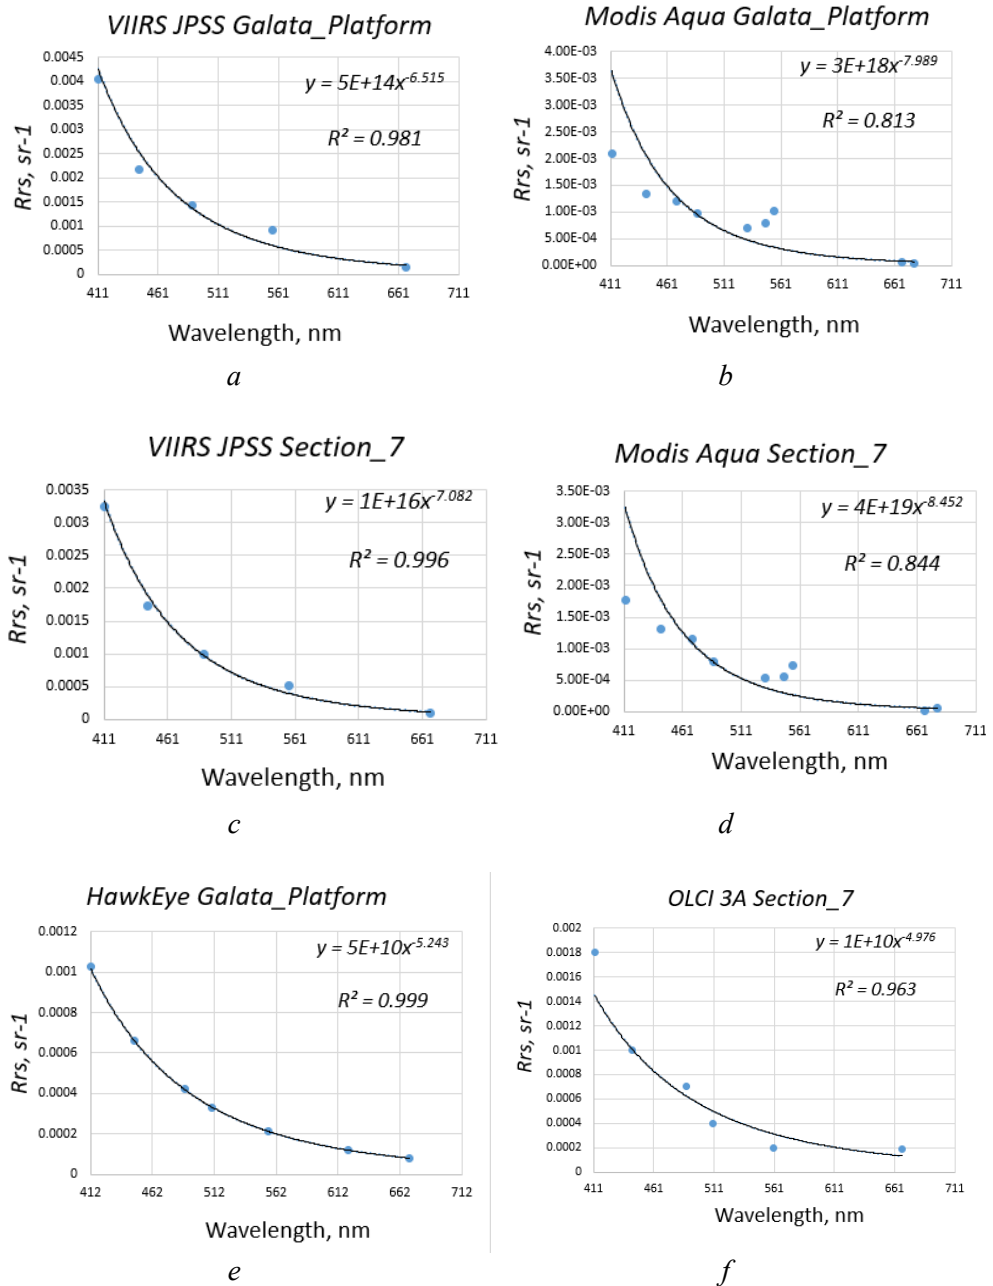 VIIRS JPSS Galata_Platform
0.0045
0.004
0.0035
0.003
0.0025
0.002
0.0015
0.001
0.0005
0
y = 5E+14x^-6.515
R² = 0.981
Rrs, sr-1
411 461 511 561 611 661 711
Wavelength, nm
a
Modis Aqua Galata_Platform
4.00E-03
3.50E-03
3.00E-03
2.50E-03
2.00E-03
1.50E-03
1.00E-03
5.00E-04
0.00E+00
y = 3E+18x^-7.989
R² = 0.813
Rrs, sr-1
411 461 511 561 611 661 711
Wavelength, nm
b
VIIRS JPSS Section_7
0.0035
0.003
0.0025
0.002
0.0015
0.001
0.0005
0
y = 1E+16x^-7.082
R² = 0.996
Rrs, sr-1
411 461 511 561 611 661 711
Wavelength, nm
c
Modis Aqua Section_7
3.50E-03
3.00E-03
2.50E-03
2.00E-03
1.50E-03
1.00E-03
5.00E-04
0.00E+00
y = 4E+19x^-8.452
R² = 0.844
Rrs, sr-1
411 461 511 561 611 661 711
Wavelength, nm
d
HawkEye Galata_Platform
0.0012
0.001
0.0008
0.0006
0.0004
0.0002
0
y = 5E+10x^-5.243
R² = 0.999
Rrs, sr-1
412 462 512 562 612 662 712
Wavelength, nm
e
OLCI 3A Section_7
0.002
0.0018
0.0016
0.0014
0.0012
0.001
0.0008
0.0006
0.0004
0.0002
0
y = 1E+10x^-4.976
R² = 0.963
Rrs, sr-1
411 461 511 561 611 661 711
Wavelength, nm
f